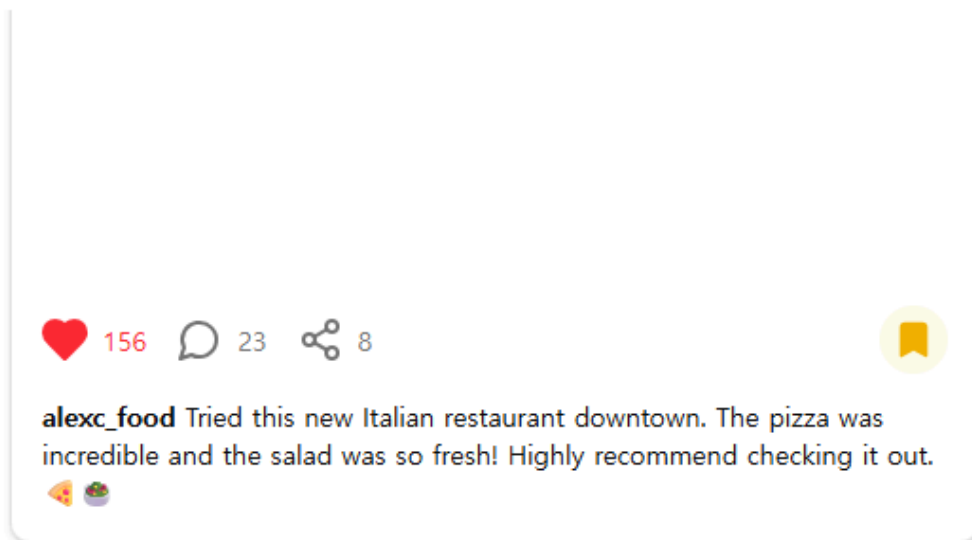 156 23 8
alexc_food Tried this new Italian restaurant downtown. The pizza was
incredible and the salad was so fresh! Highly recommend checking it out.
🍕 🥗